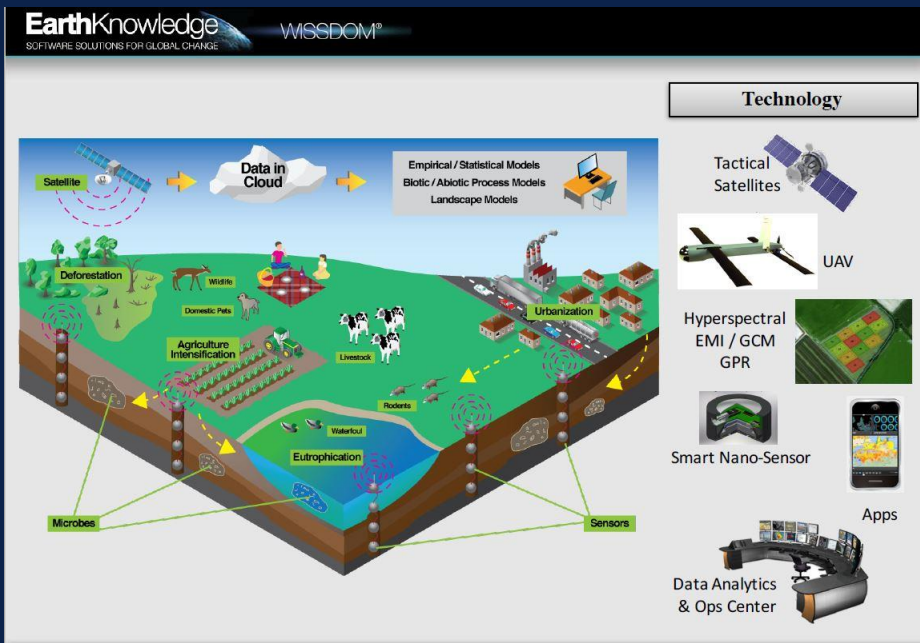 EarthKnowledge
SOFTWARE SOLUTIONS FOR GLOBAL CHANGE
WISSDOM®
Technology
Satellite
Data in
Cloud
Empirical / Statistical Models
Biotic / Abiotic Process Models
Landscape Models
Deforestation
Wildlife
Domestic Pets
Agriculture
Intensification
Livestock
Urbanization
Rodents
Waterfoul
Eutrophication
Microbes
Sensors
Tactical
Satellites
UAV
Hyperspectral
EMI / GCM
GPR
Smart Nano-Sensor
Apps
Data Analytics
& Ops Center